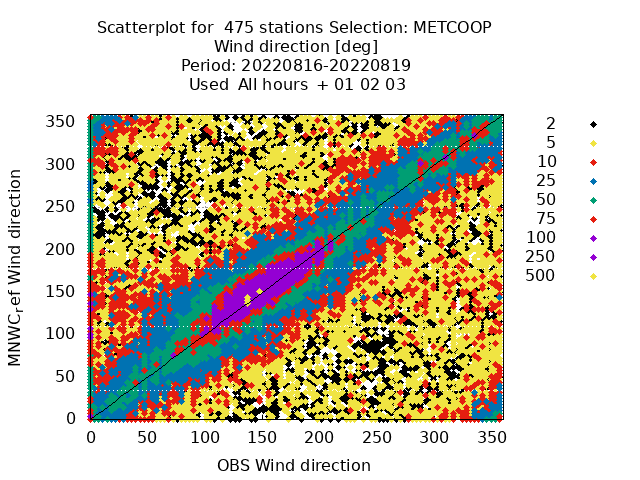 Scatterplot for  475 stations Selection: METCOOP
Wind direction [deg]
Period: 20220816-20220819
Used  All hours  + 01 02 03
MNWC_ref Wind direction
350
300
250
200
150
100
50
0
0 50 100 150 200 250 300 350
OBS Wind direction
2
5
10
25
50
75
100
250
500